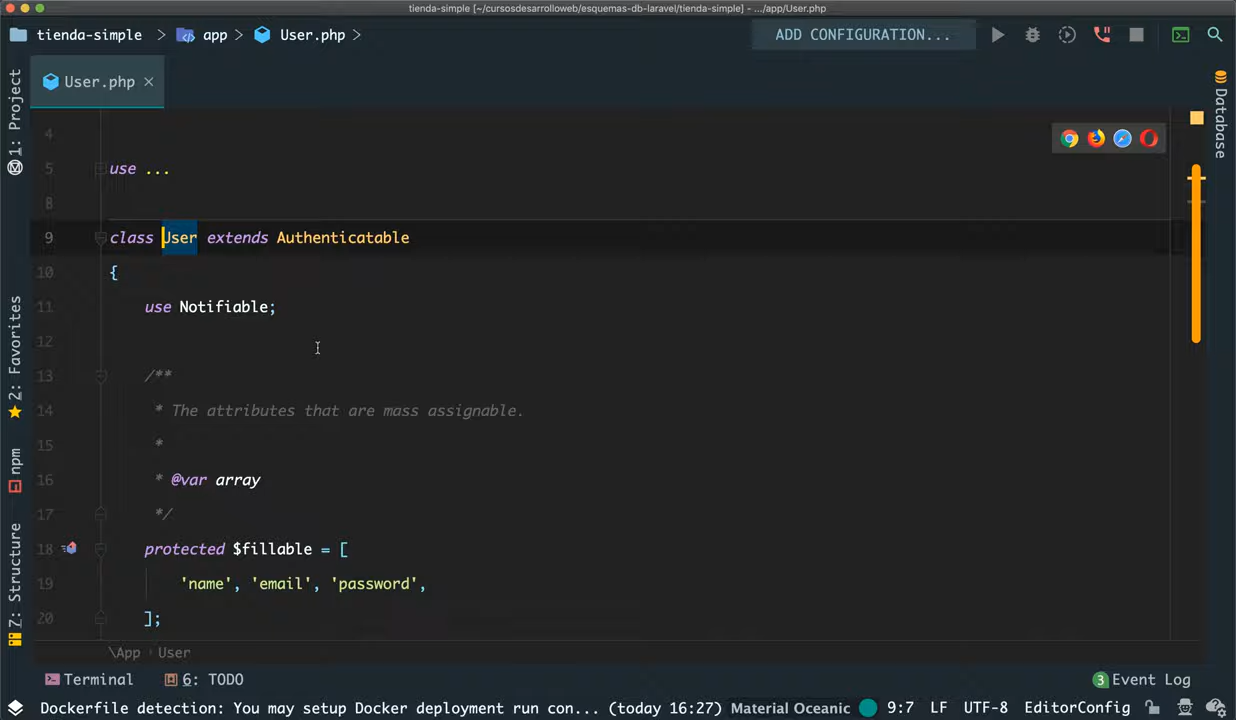 tienda-simple [~/cursosdesarrolloweb/esquemas-db-laravel/tienda-simple] - .../app/User.php
tienda-simple > app > User.php >
ADD CONFIGURATION...
User.php ×
1: Project
2: Favorites
npm
7: Structure
Database
4
5 use ...
8
9 class User extends Authenticatable
10 {
11 use Notifiable;
12
13 /**
14 * The attributes that are mass assignable.
15 *
16 * @var array
17 */
18 protected $fillable = [
19 'name', 'email', 'password',
20 ];
\App › User
Terminal 6: TODO 3 Event Log
Dockerfile detection: You may setup Docker deployment run con... (today 16:27) Material Oceanic 9:7 LF UTF-8 EditorConfig